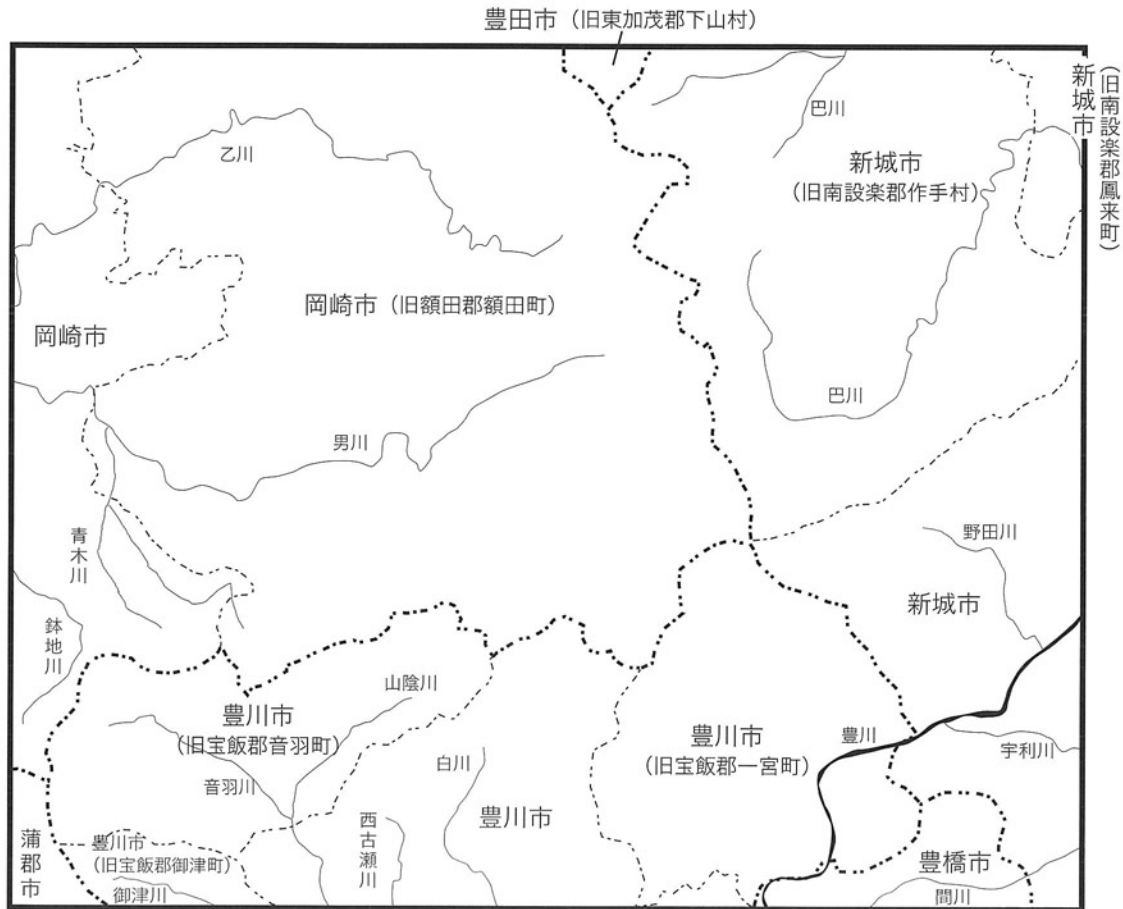 豊田市（旧東加茂郡下山村）
新城市
（旧南設楽郡鳳来町）
巴川
乙川
新城市
（旧南設楽郡作手村）
岡崎市（旧額田郡額田町）
岡崎市
巴川
男川
野田川
青木川
新城市
鉢地川
山陰川
豊川市
（旧宝飯郡音羽町）
豊川市
（旧宝飯郡一宮町）
豊川
宇利川
白川
音羽川
豊川市
西古瀬川
蒲郡市
豊川市
（旧宝飯郡御津町）
豊橋市
御津川
間川